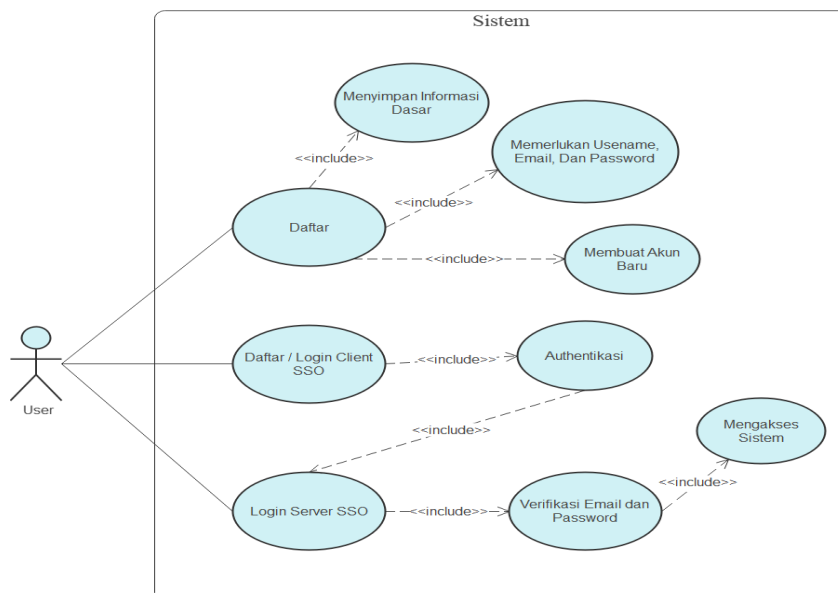 Sistem
Menyimpan Informasi
Dasar
Memerlukan Usename,
Email, Dan Password
<<include>>
<<include>>
Daftar
<<include>>
Membuat Akun
Baru
Daftar / Login Client
SSO
<<include>>
Authentikasi
User
<<include>>
Mengakses
Sistem
<<include>>
Login Server SSO
<<include>>
Verifikasi Email dan
Password